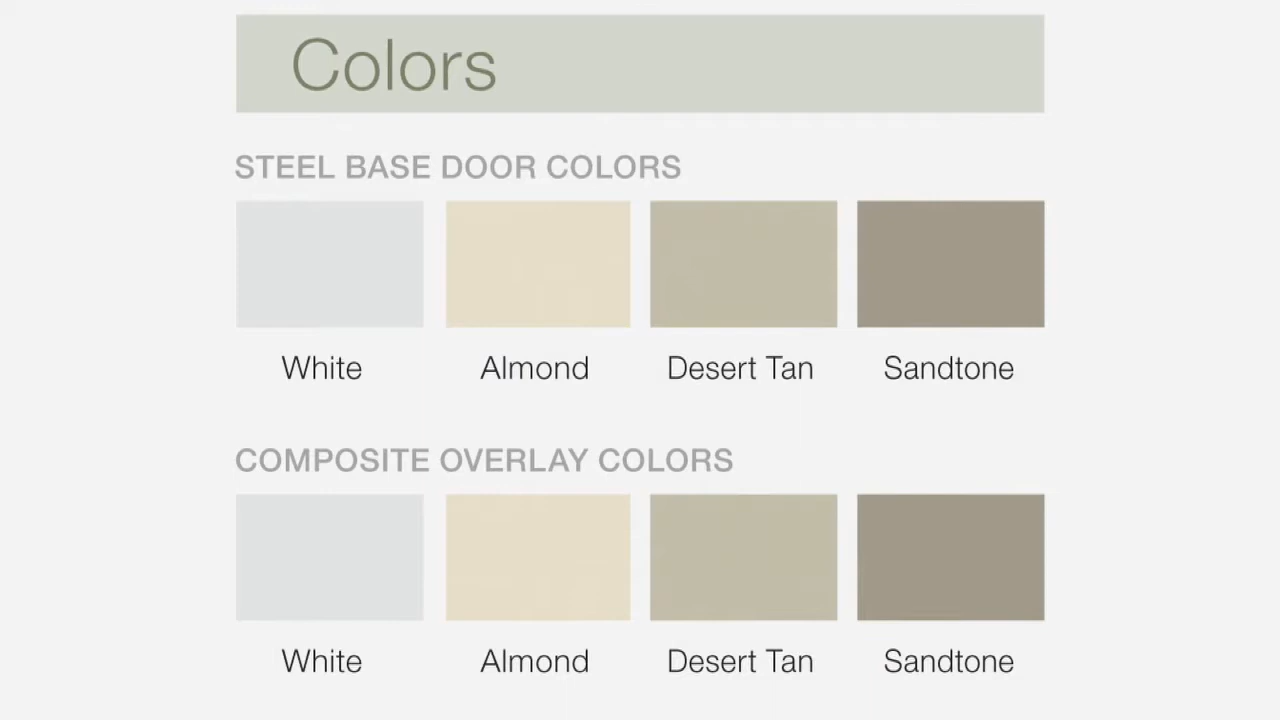 Colors
STEEL BASE DOOR COLORS
White Almond Desert Tan Sandtone
COMPOSITE OVERLAY COLORS
White Almond Desert Tan Sandtone